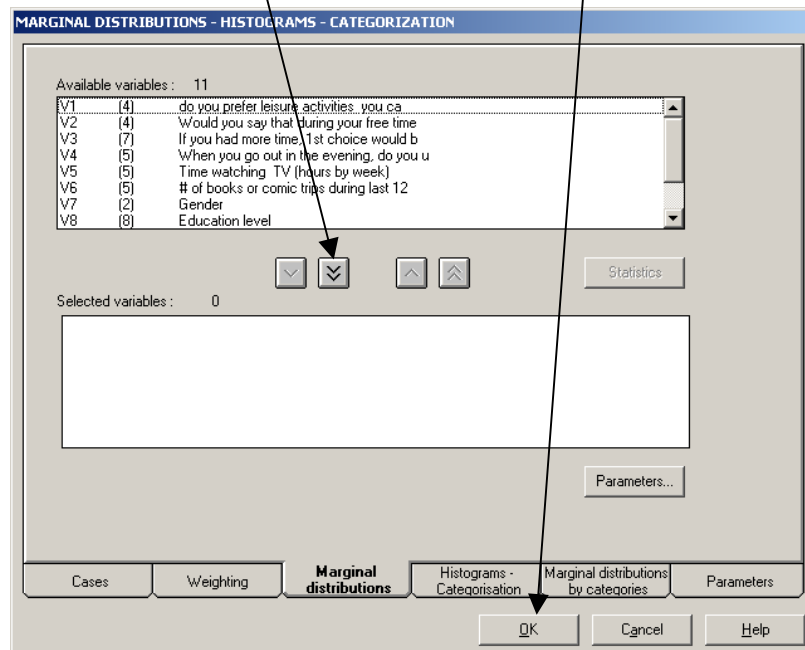 MARGINAL DISTRIBUTIONS - HISTOGRAMS - CATEGORIZATION
Available variables : 11
V1 (4) do you prefer leisure activities you ca
V2 (4) Would you say that during your free time
V3 (7) If you had more time, 1st choice would b
V4 (5) When you go out in the evening, do you u
V5 (5) Time watching TV (hours by week)
V6 (5) # of books or comic trips during last 12
V7 (2) Gender
V8 (8) Education level
Statistics
Selected variables : 0
Parameters...
Cases
Weighting
Marginal
distributions
Histograms -
Categorisation
Marginal distributions
by categories
Parameters
OK
Cancel
Help